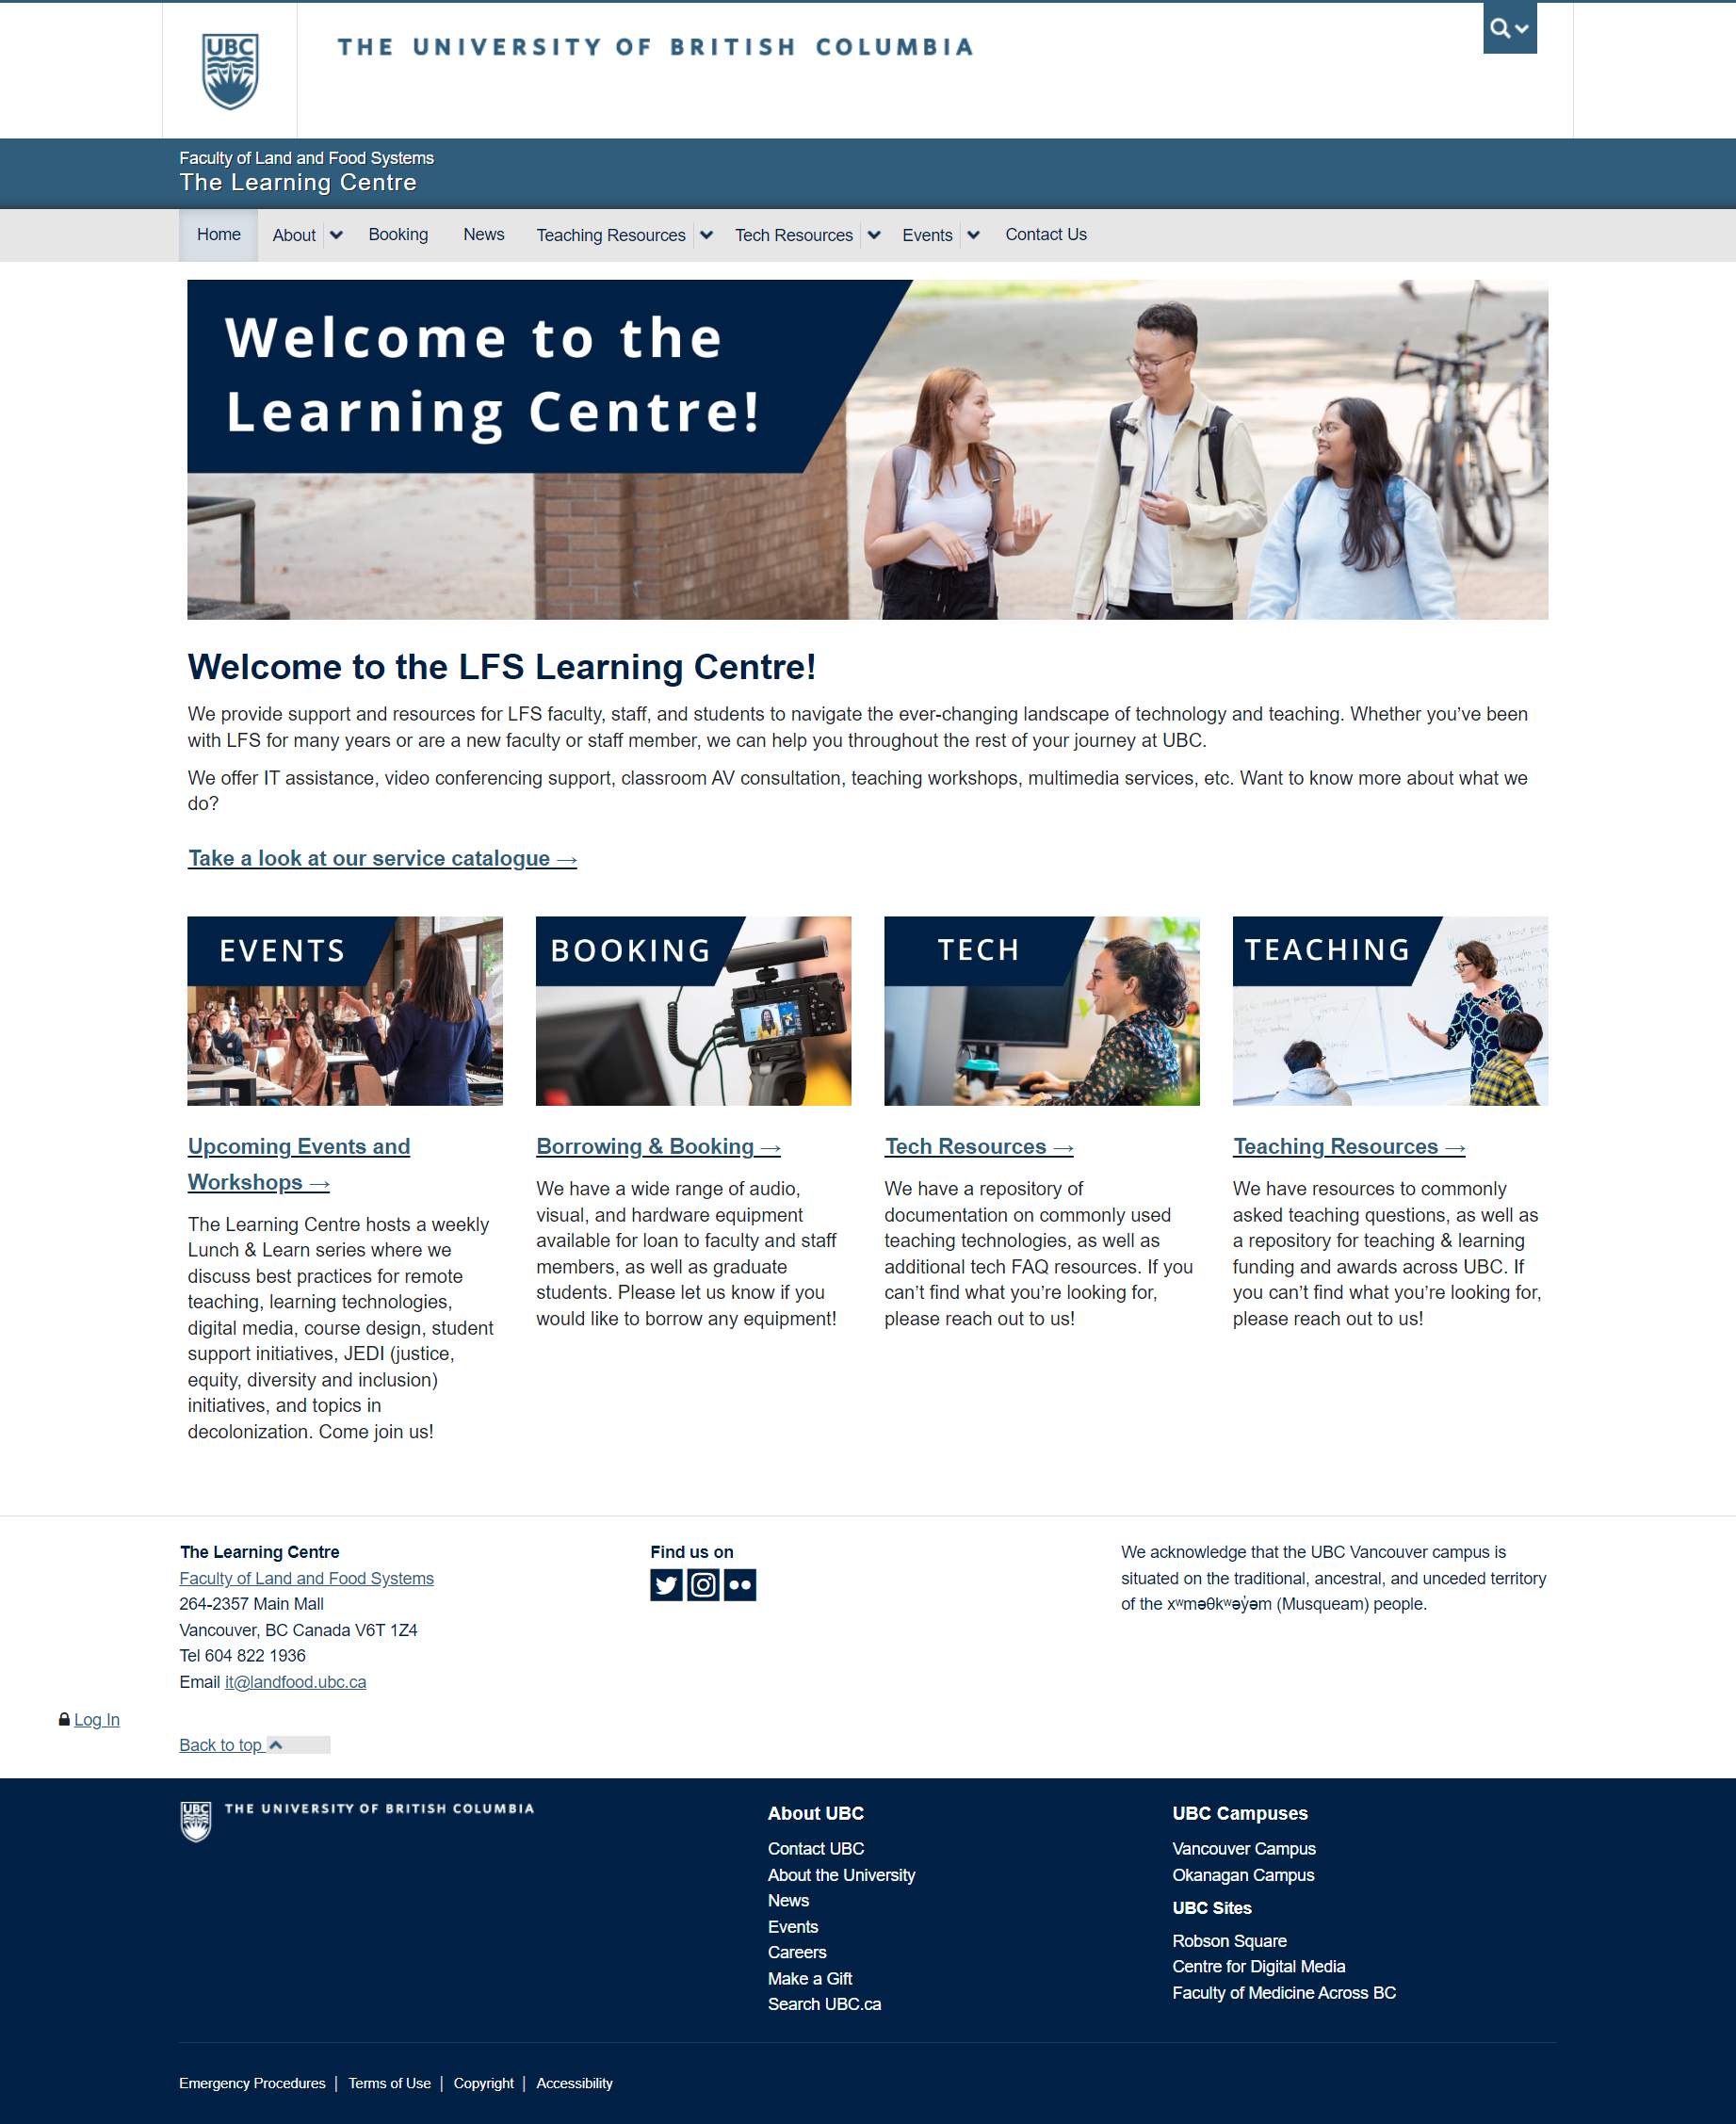 UBC
THE UNIVERSITY OF BRITISH COLUMBIA
Faculty of Land and Food Systems
The Learning Centre
Home About Booking News Teaching Resources Tech Resources Events Contact Us
Welcome to the
Learning Centre!
Welcome to the LFS Learning Centre!
We provide support and resources for LFS faculty, staff, and students to navigate the ever-changing landscape of technology and teaching. Whether you’ve been
with LFS for many years or are a new faculty or staff member, we can help you throughout the rest of your journey at UBC.
We offer IT assistance, video conferencing support, classroom AV consultation, teaching workshops, multimedia services, etc. Want to know more about what we
do?
Take a look at our service catalogue →
EVENTS
BOOKING
TECH
TEACHING
Upcoming Events and
Workshops →
The Learning Centre hosts a weekly
Lunch & Learn series where we
discuss best practices for remote
teaching, learning technologies,
digital media, course design, student
support initiatives, JEDI (justice,
equity, diversity and inclusion)
initiatives, and topics in
decolonization. Come join us!
Borrowing & Booking →
We have a wide range of audio,
visual, and hardware equipment
available for loan to faculty and staff
members, as well as graduate
students. Please let us know if you
would like to borrow any equipment!
Tech Resources →
We have a repository of
documentation on commonly used
teaching technologies, as well as
additional tech FAQ resources. If you
can’t find what you’re looking for,
please reach out to us!
Teaching Resources →
We have resources to commonly
asked teaching questions, as well as
a repository for teaching & learning
funding and awards across UBC. If
you can’t find what you’re looking for,
please reach out to us!
The Learning Centre
Faculty of Land and Food Systems
264-2357 Main Mall
Vancouver, BC Canada V6T 1Z4
Tel 604 822 1936
Email it@landfood.ubc.ca
Find us on
We acknowledge that the UBC Vancouver campus is
situated on the traditional, ancestral, and unceded territory
of the xʷməθkʷəy̓əm (Musqueam) people.
Log In
Back to top
UBC
THE UNIVERSITY OF BRITISH COLUMBIA
About UBC
Contact UBC
About the University
News
Events
Careers
Make a Gift
Search UBC.ca
UBC Campuses
Vancouver Campus
Okanagan Campus
UBC Sites
Robson Square
Centre for Digital Media
Faculty of Medicine Across BC
Emergency Procedures | Terms of Use | Copyright | Accessibility